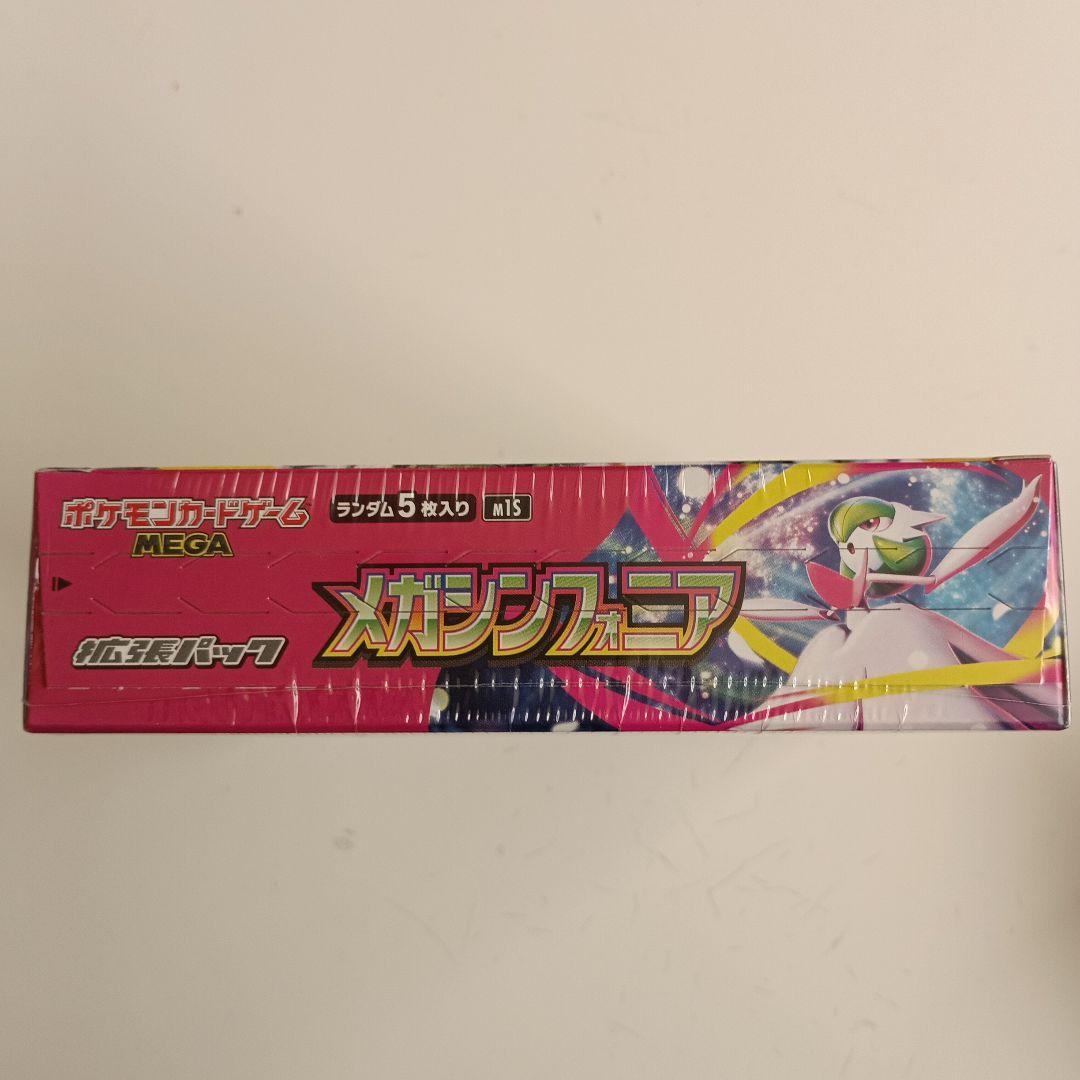 ポケモンカードゲーム
MEGA
ランダム5枚入り M1S
メガシンフォニア
拡張パック